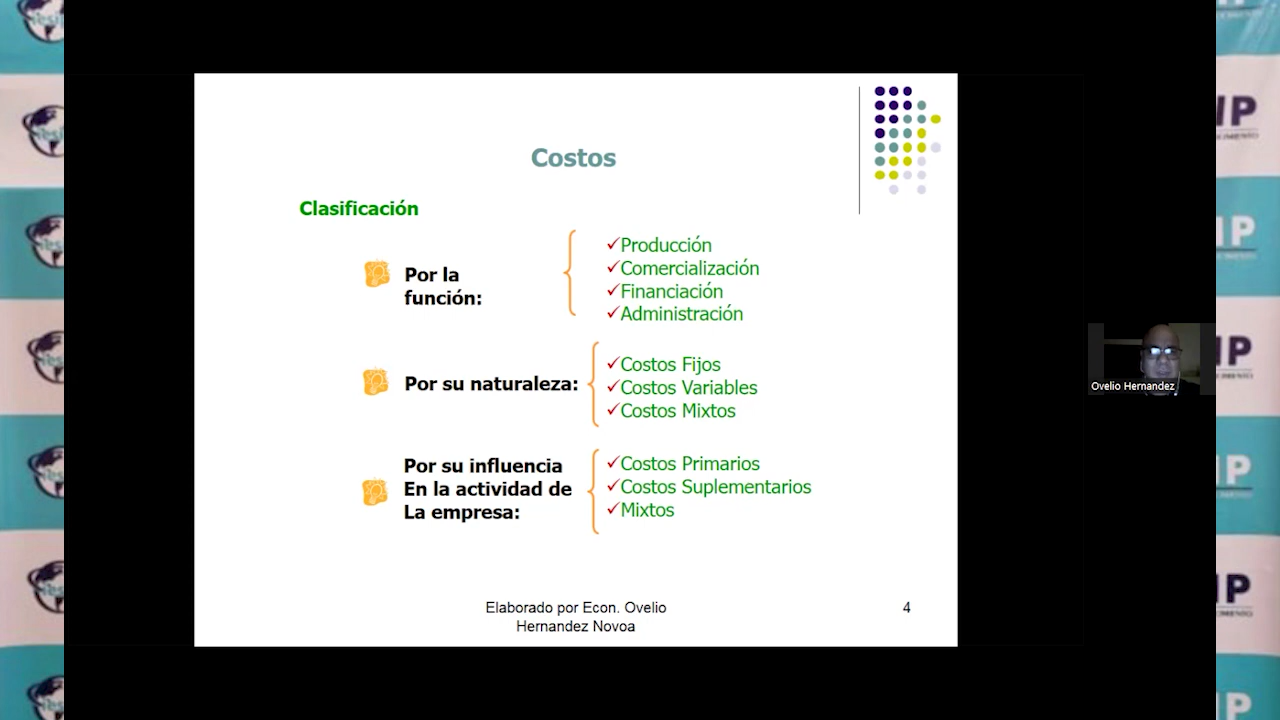 Costos
Clasificación
Por la
función:
Producción
Comercialización
Financiación
Administración
Por su naturaleza:
Costos Fijos
Costos Variables
Costos Mixtos
Por su influencia
En la actividad de
La empresa:
Costos Primarios
Costos Suplementarios
Mixtos
Elaborado por Econ. Ovelio
Hernandez Novoa
4
Ovelio Hernandez